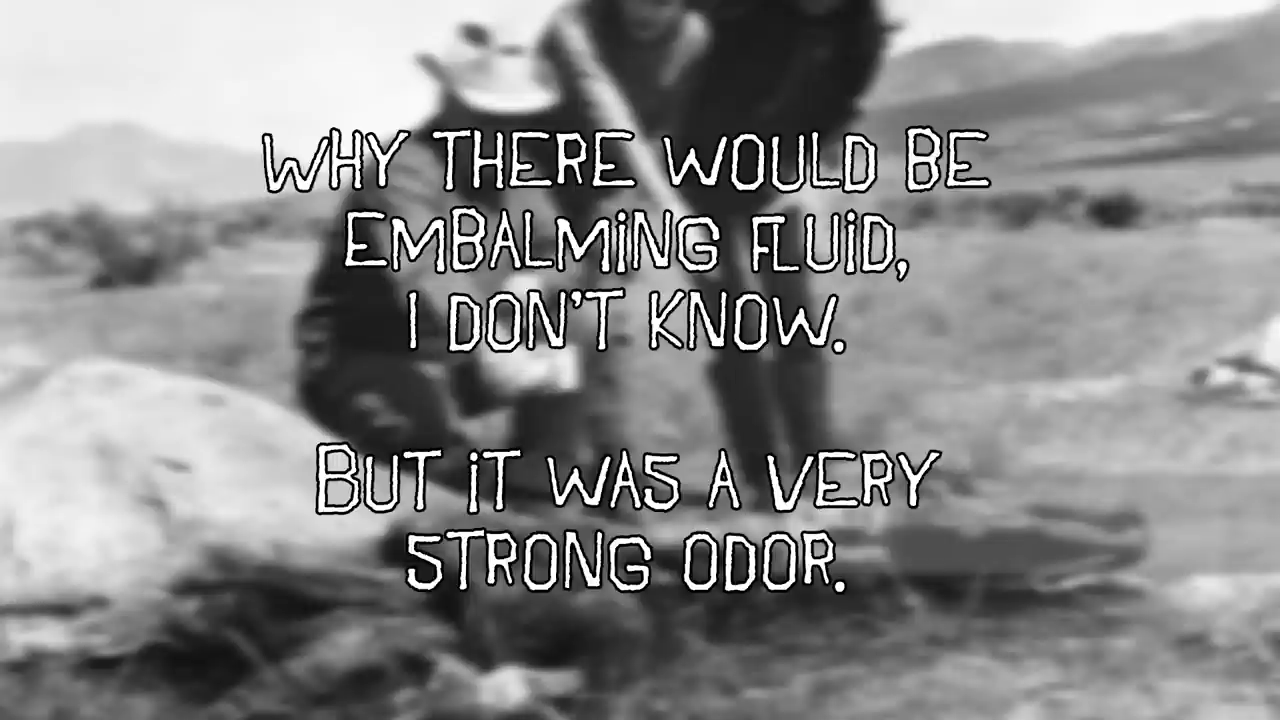 WHY THERE WOULD BE
EMBALMING FLUID,
I DON'T KNOW.
BUT IT WAS A VERY
STRONG ODOR.